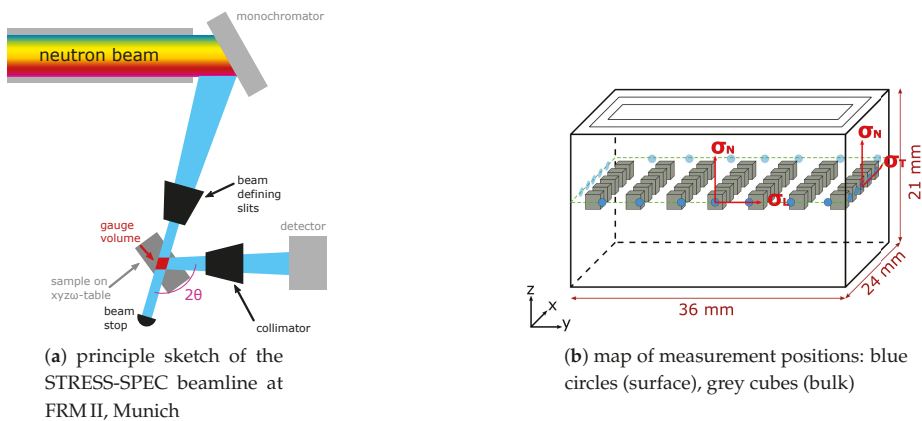 monochromator
neutron beam
beam
defining
slits
gauge
volume
detector
sample on
xyzω-table
2θ
beam
stop
collimator
(a) principle sketch of the
STRESS-SPEC beamline at
FRM II, Munich
σN
σN
σT
σL
21 mm
24 mm
36 mm
z
x
y
(b) map of measurement positions: blue
circles (surface), grey cubes (bulk)